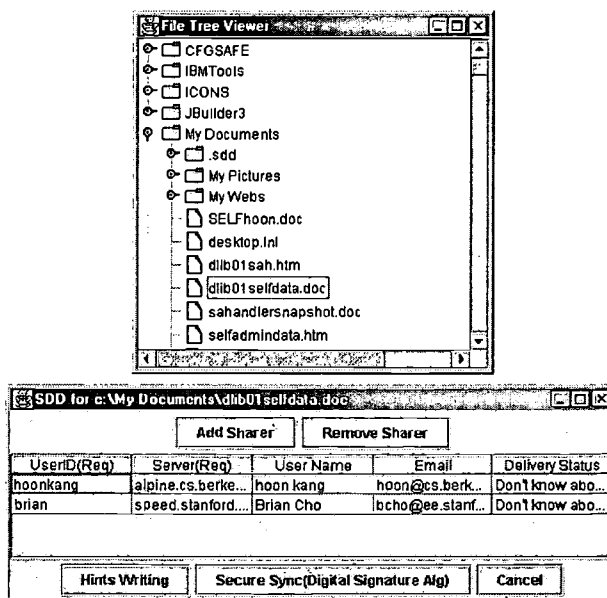 File Tree Viewer
CFGSAFE
IBMTools
ICONS
JBuilder3
My Documents
.sdd
My Pictures
My Webs
SELFhoon.doc
desktop.ini
dlib01sah.htm
dlib01selfdata.doc
sahandlersnapshot.doc
selfadmindata.htm
SDD for c:\My Documents\dlib01selfdata.doc
Add Sharer Remove Sharer
UserID(Req) Server(Req) User Name Email Delivery Status
hoonkang alpine.cs.berke... hoon kang hoon@cs.berk... Don't know abo...
brian speed.stanford.... Brian Cho bcho@ee.stanf... Don't know abo...
Hints Writing Secure Sync(Digital Signature Alg) Cancel